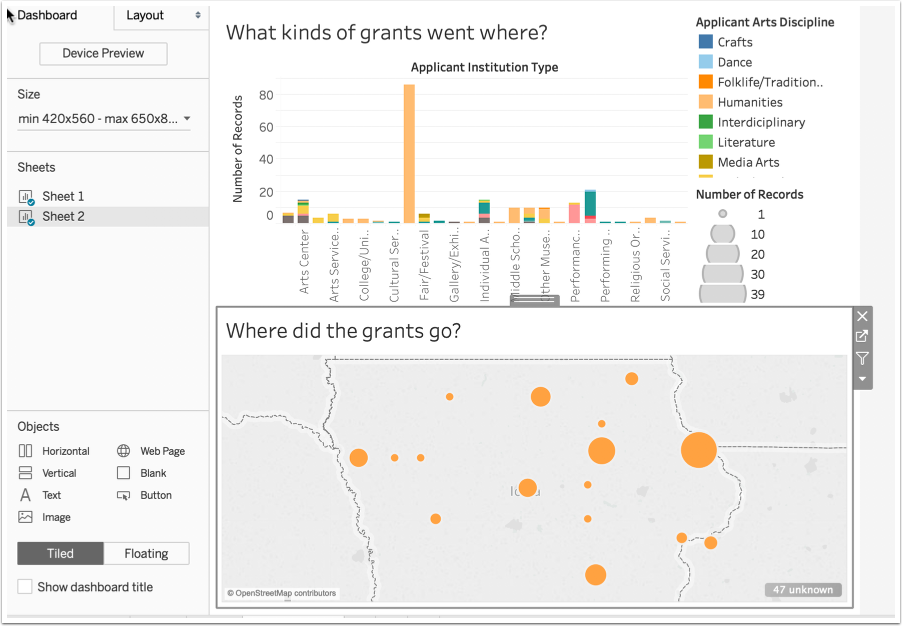 Dashboard
Layout
Device Preview
Size
min 420x560 - max 650x8...
Sheets
Sheet 1
Sheet 2
Objects
Horizontal
Web Page
Vertical
Blank
A Text
Button
Image
Tiled
Floating
Show dashboard title
What kinds of grants went where?
Applicant Institution Type
Number of Records
80
60
40
20
0
Arts Center
Arts Service..
College/Uni..
Cultural Ser..
Fair/Festival
Gallery/Exhi..
Individual A..
Middle Scho..
Other Muse..
Performanc..
Performing ..
Religious Or..
Social Servi..
Applicant Arts Discipline
Crafts
Dance
Folklife/Tradition..
Humanities
Interdiciplinary
Literature
Media Arts
Number of Records
1
10
20
30
39
Where did the grants go?
Iowa
© OpenStreetMap contributors
47 unknown